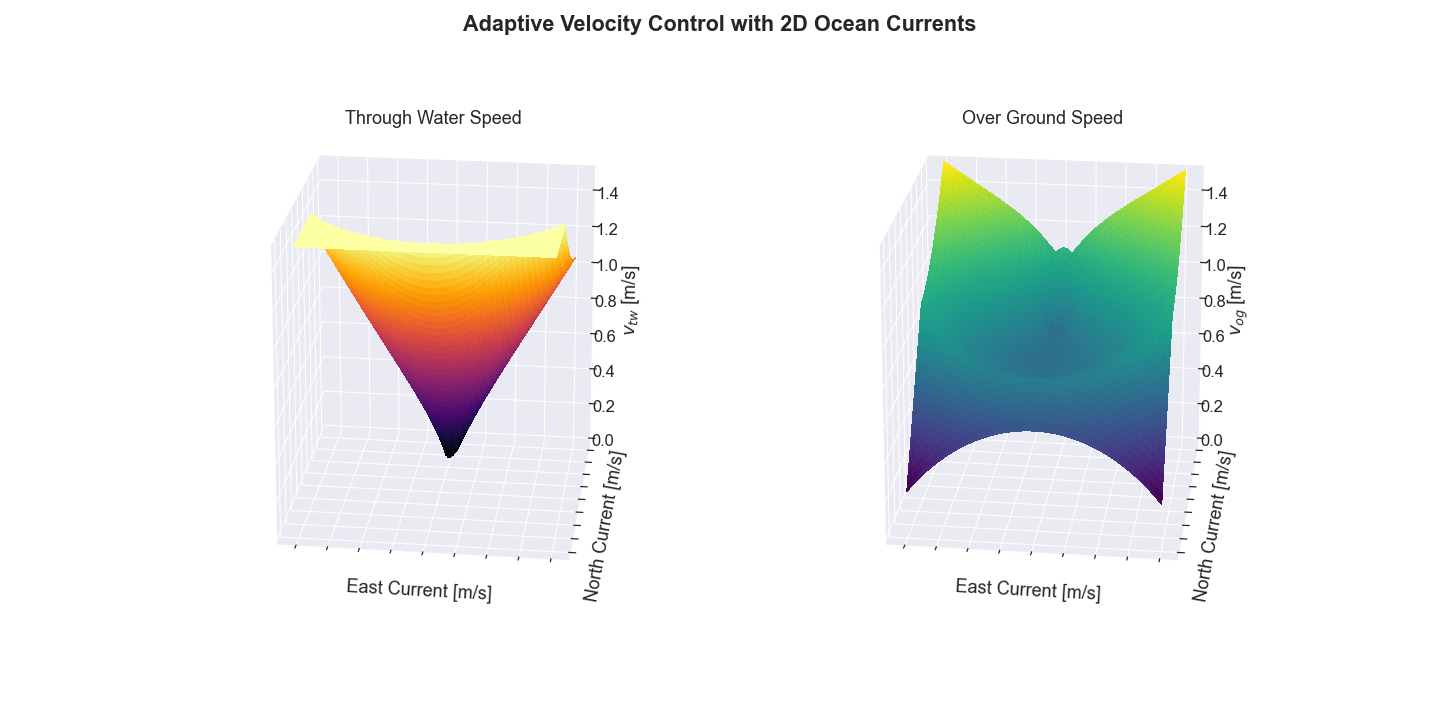 Adaptive Velocity Control with 2D Ocean Currents
Through Water Speed
1.4
1.2
1.0
0.8
0.6
0.4
0.2
0.0
v_tw [m/s]
North Current [m/s]
East Current [m/s]
Over Ground Speed
1.4
1.2
1.0
0.8
0.6
0.4
0.2
0.0
v_og [m/s]
North Current [m/s]
East Current [m/s]